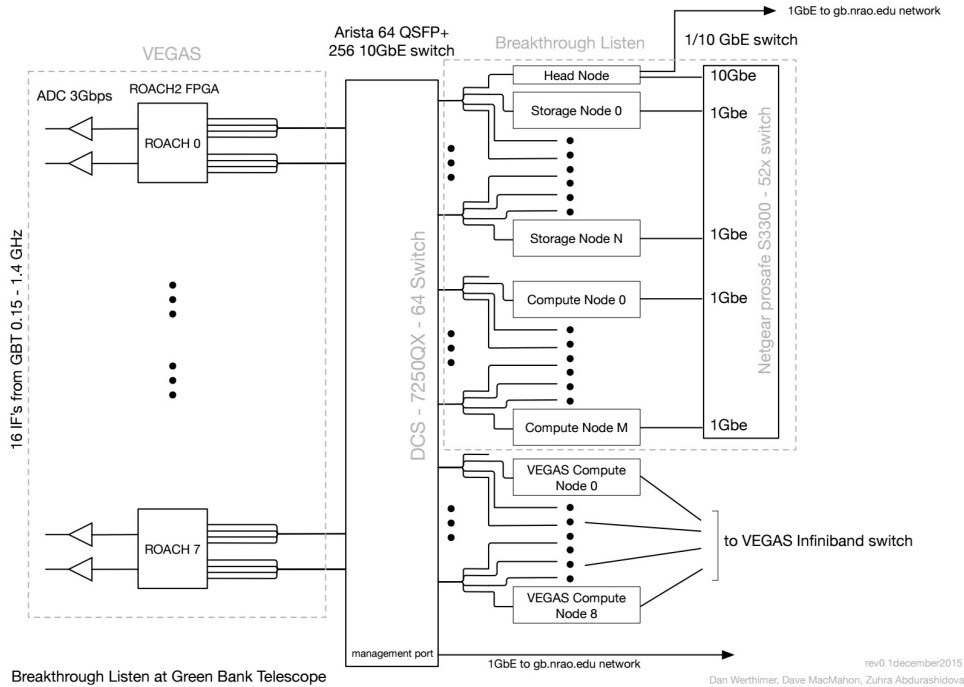 1GbE to gb.nrao.edu network
Arista 64 QSFP+
256 10GbE switch
Breakthrough Listen
1/10 GbE switch
VEGAS
ADC 3Gbps
ROACH2 FPGA
ROACH 0
Head Node
10Gbe
Storage Node 0
1Gbe
Storage Node N
1Gbe
Compute Node 0
1Gbe
Compute Node M
1Gbe
Netgear prosafe S3300 - 52x switch
DCS - 7250QX - 64 Switch
16 IF's from GBT 0.15 - 1.4 GHz
VEGAS Compute
Node 0
ROACH 7
to VEGAS Infiniband switch
VEGAS Compute
Node 8
management port
1GbE to gb.nrao.edu network
Breakthrough Listen at Green Bank Telescope
rev0 1december2015
Dan Werthimer, Dave MacMahon, Zuhra Abdurashidova